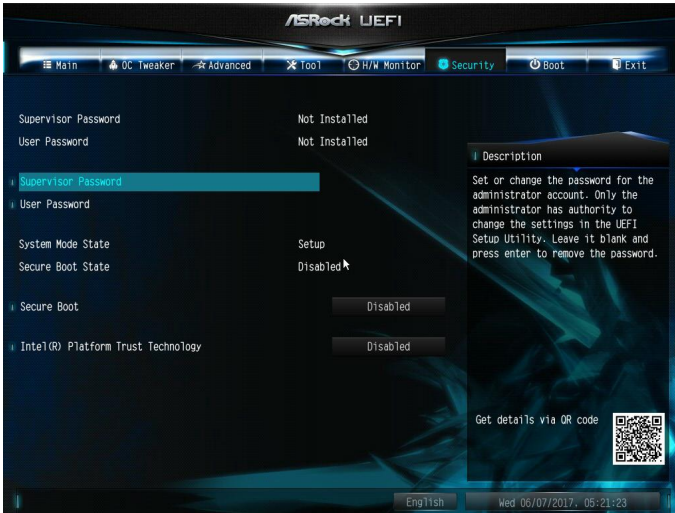 ASRock UEFI
Main OC Tweaker Advanced Tool H/W Monitor Security Boot Exit
Supervisor Password Not Installed
User Password Not Installed
Supervisor Password
User Password
System Mode State Setup
Secure Boot State Disabled
Secure Boot Disabled
Intel(R) Platform Trust Technology Disabled
Description
Set or change the password for the
administrator account. Only the
administrator has authority to
change the settings in the UEFI
Setup Utility. Leave it blank and
press enter to remove the password.
Get details via QR code
English Wed 06/07/2017, 05:21:23